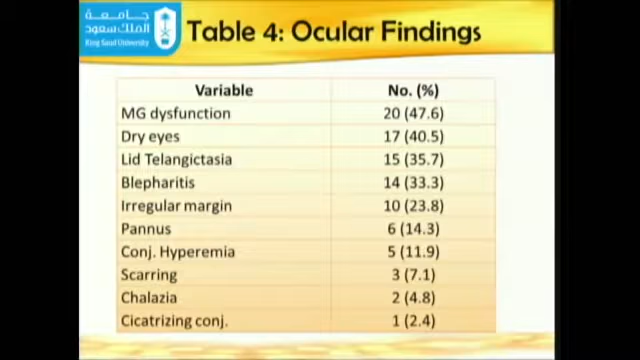 جــامـعــة
الملك سعود
King Saud University
Table 4: Ocular Findings
Variable No. (%)
MG dysfunction 20 (47.6)
Dry eyes 17 (40.5)
Lid Telangictasia 15 (35.7)
Blepharitis 14 (33.3)
Irregular margin 10 (23.8)
Pannus 6 (14.3)
Conj. Hyperemia 5 (11.9)
Scarring 3 (7.1)
Chalazia 2 (4.8)
Cicatrizing conj. 1 (2.4)